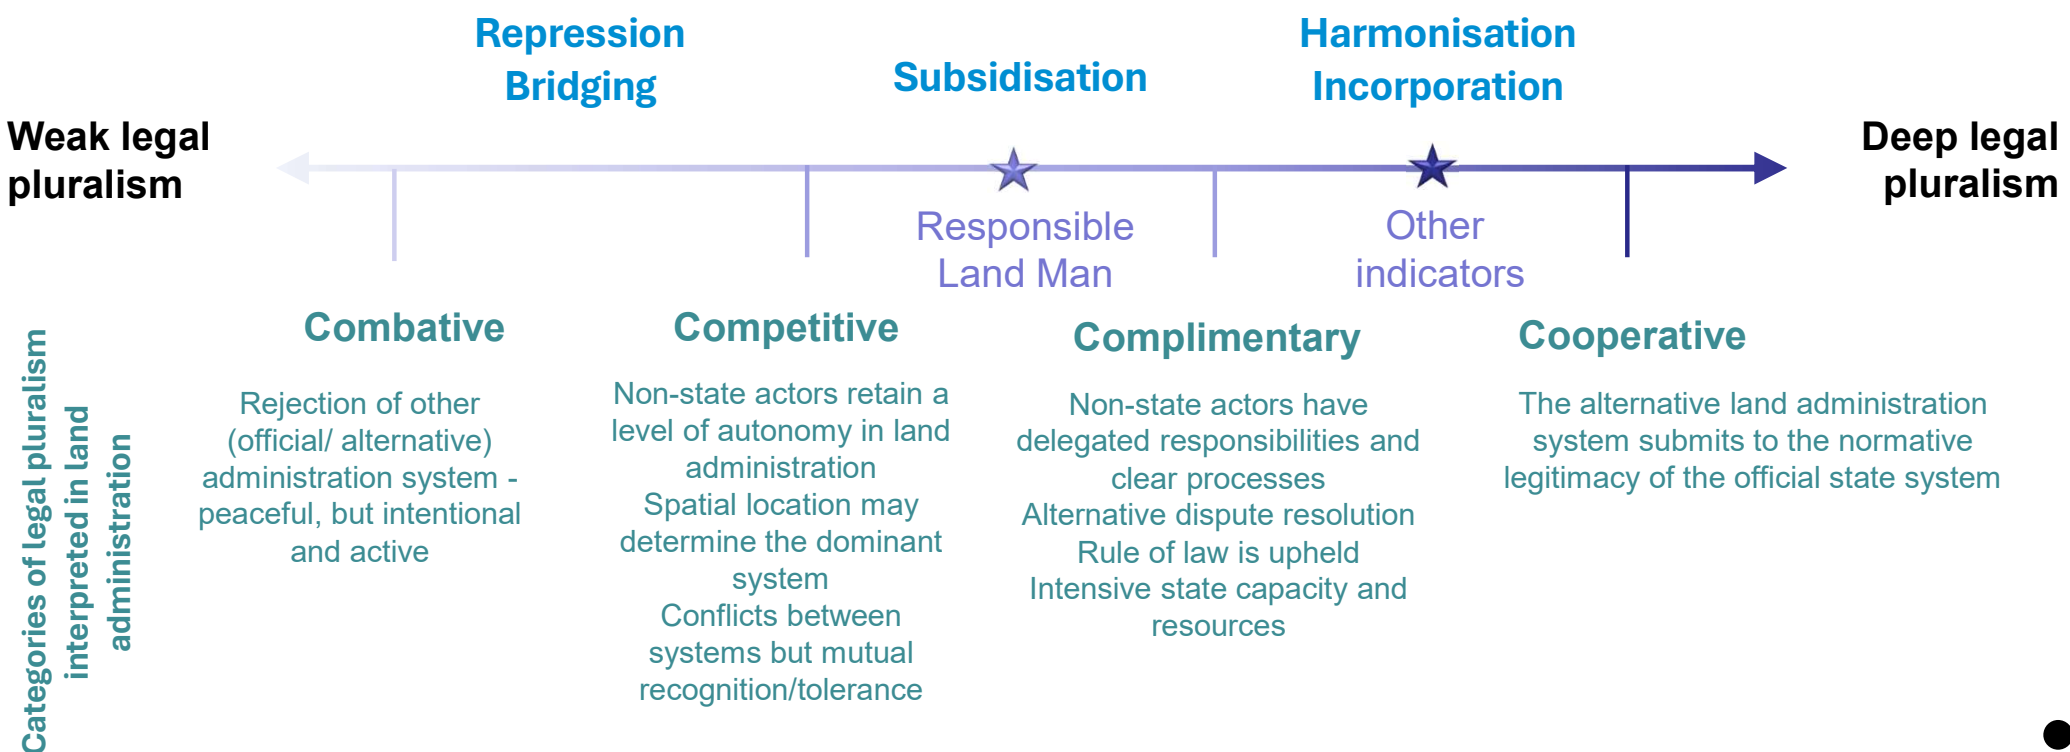 Repression
Bridging
Subsidisation
Harmonisation
Incorporation
Weak legal
pluralism
Deep legal
pluralism
Responsible
Land Man
Other
indicators
Categories of legal pluralism
interpreted in land
administration
Combative
Rejection of other
(official/ alternative)
administration system -
peaceful, but intentional
and active
Competitive
Non-state actors retain a
level of autonomy in land
administration
Spatial location may
determine the dominant
system
Conflicts between
systems but mutual
recognition/tolerance
Complimentary
Non-state actors have
delegated responsibilities and
clear processes
Alternative dispute resolution
Rule of law is upheld
Intensive state capacity and
resources
Cooperative
The alternative land administration
system submits to the normative
legitimacy of the official state system